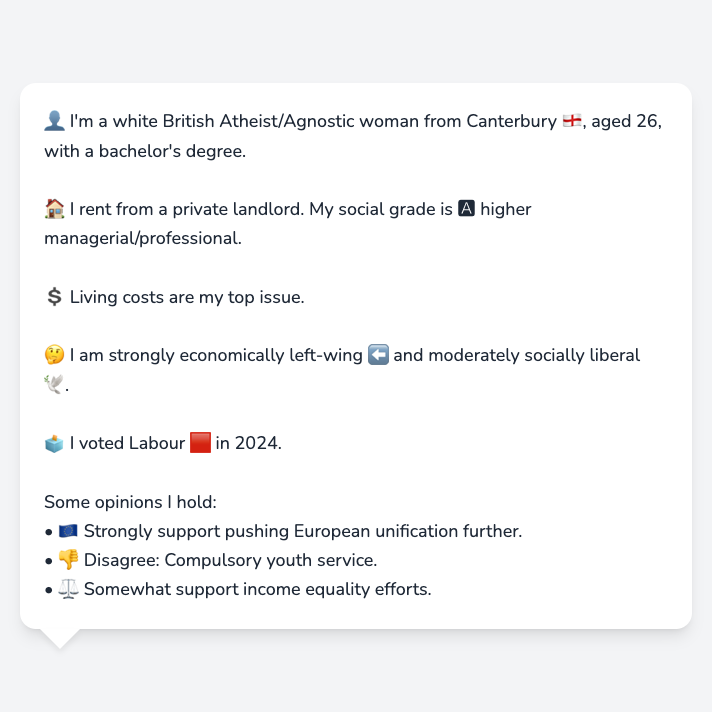 👤 I'm a white British Atheist/Agnostic woman from Canterbury 🏴󠁧󠁢󠁥󠁮󠁧󠁿, aged 26,
with a bachelor's degree.
🏠 I rent from a private landlord. My social grade is 🅰 higher
managerial/professional.
💲 Living costs are my top issue.
🤔 I am strongly economically left-wing ⬅️ and moderately socially liberal
🕊️.
🗳️ I voted Labour 🟥 in 2024.
Some opinions I hold:
• 🇪🇺 Strongly support pushing European unification further.
• 👎 Disagree: Compulsory youth service.
• ⚖️ Somewhat support income equality efforts.